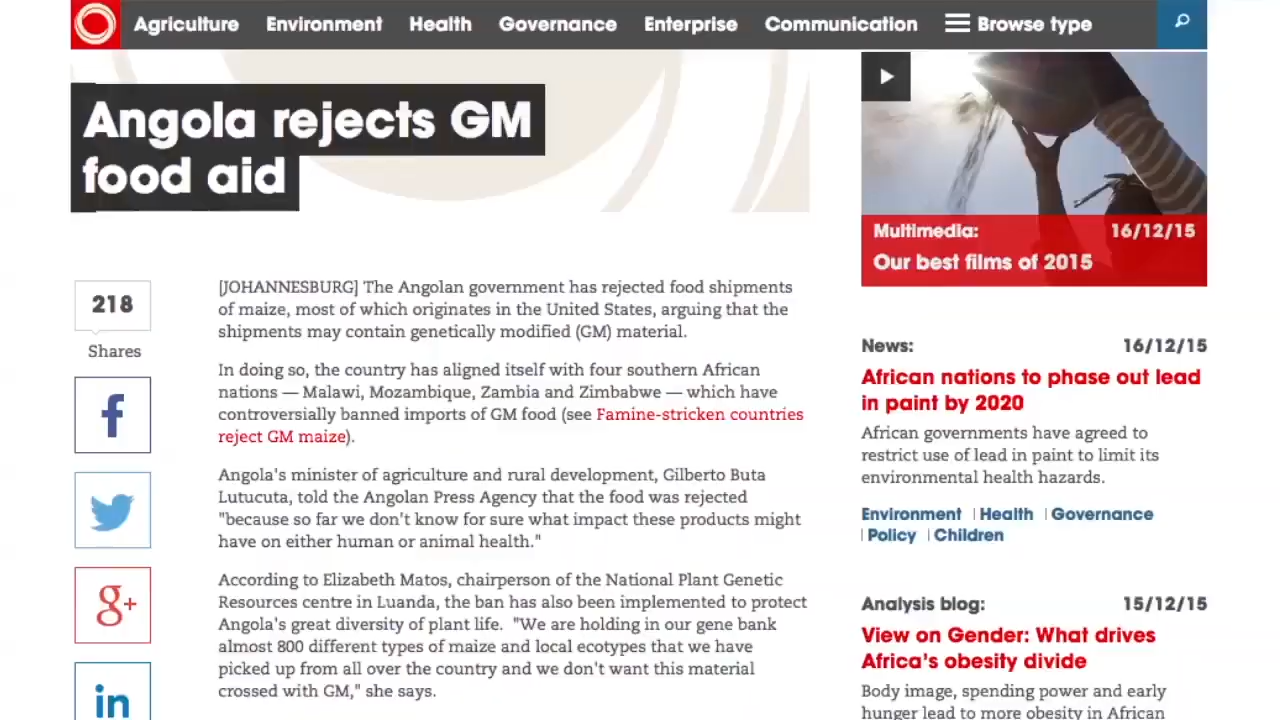 Agriculture Environment Health Governance Enterprise Communication Browse type
Angola rejects GM
food aid
218
Shares
f
g+
in
[JOHANNESBURG] The Angolan government has rejected food shipments
of maize, most of which originates in the United States, arguing that the
shipments may contain genetically modified (GM) material.
In doing so, the country has aligned itself with four southern African
nations — Malawi, Mozambique, Zambia and Zimbabwe — which have
controversially banned imports of GM food (see Famine-stricken countries
reject GM maize).
Angola's minister of agriculture and rural development, Gilberto Buta
Lutucuta, told the Angolan Press Agency that the food was rejected
"because so far we don't know for sure what impact these products might
have on either human or animal health."
According to Elizabeth Matos, chairperson of the National Plant Genetic
Resources centre in Luanda, the ban has also been implemented to protect
Angola's great diversity of plant life. "We are holding in our gene bank
almost 800 different types of maize and local ecotypes that we have
picked up from all over the country and we don't want this material
crossed with GM," she says.
Multimedia: 16/12/15
Our best films of 2015
News: 16/12/15
African nations to phase out lead
in paint by 2020
African governments have agreed to
restrict use of lead in paint to limit its
environmental health hazards.
Environment | Health | Governance
| Policy | Children
Analysis blog: 15/12/15
View on Gender: What drives
Africa's obesity divide
Body image, spending power and early
hunger lead to more obesity in African